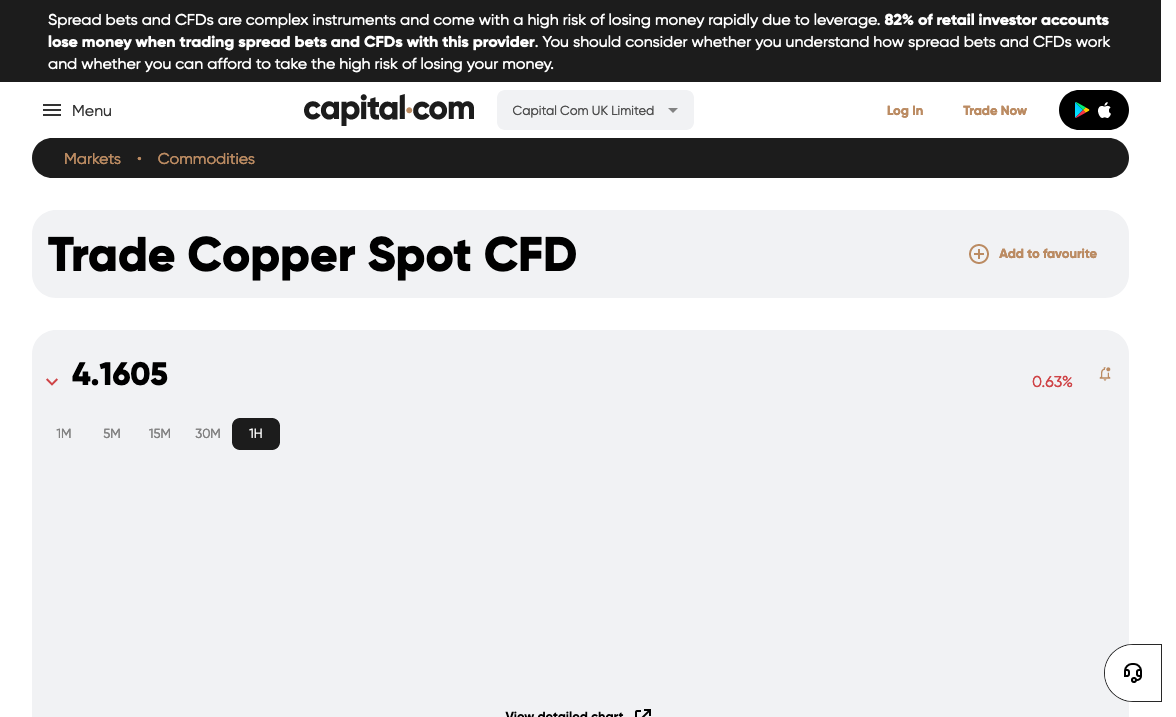 Spread bets and CFDs are complex instruments and come with a high risk of losing money rapidly due to leverage. 82% of retail investor accounts
lose money when trading spread bets and CFDs with this provider. You should consider whether you understand how spread bets and CFDs work
and whether you can afford to take the high risk of losing your money.
Menu
capital.com
Capital Com UK Limited
Log In
Trade Now
Markets • Commodities
Trade Copper Spot CFD
Add to favourite
4.1605
0.63%
1M 5M 15M 30M 1H
View detailed chart